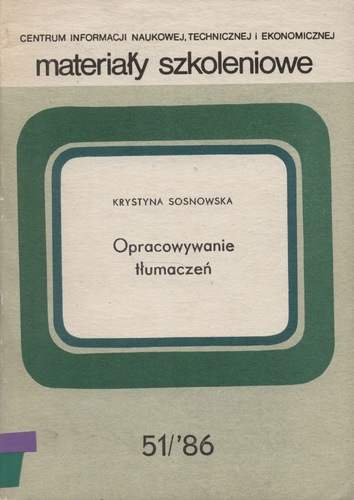 CENTRUM INFORMACJI NAUKOWEJ, TECHNICZNEJ i EKONOMICZNEJ
materiały szkoleniowe
KRYSTYNA SOSNOWSKA
Opracowywanie
tłumaczeń
51/'86